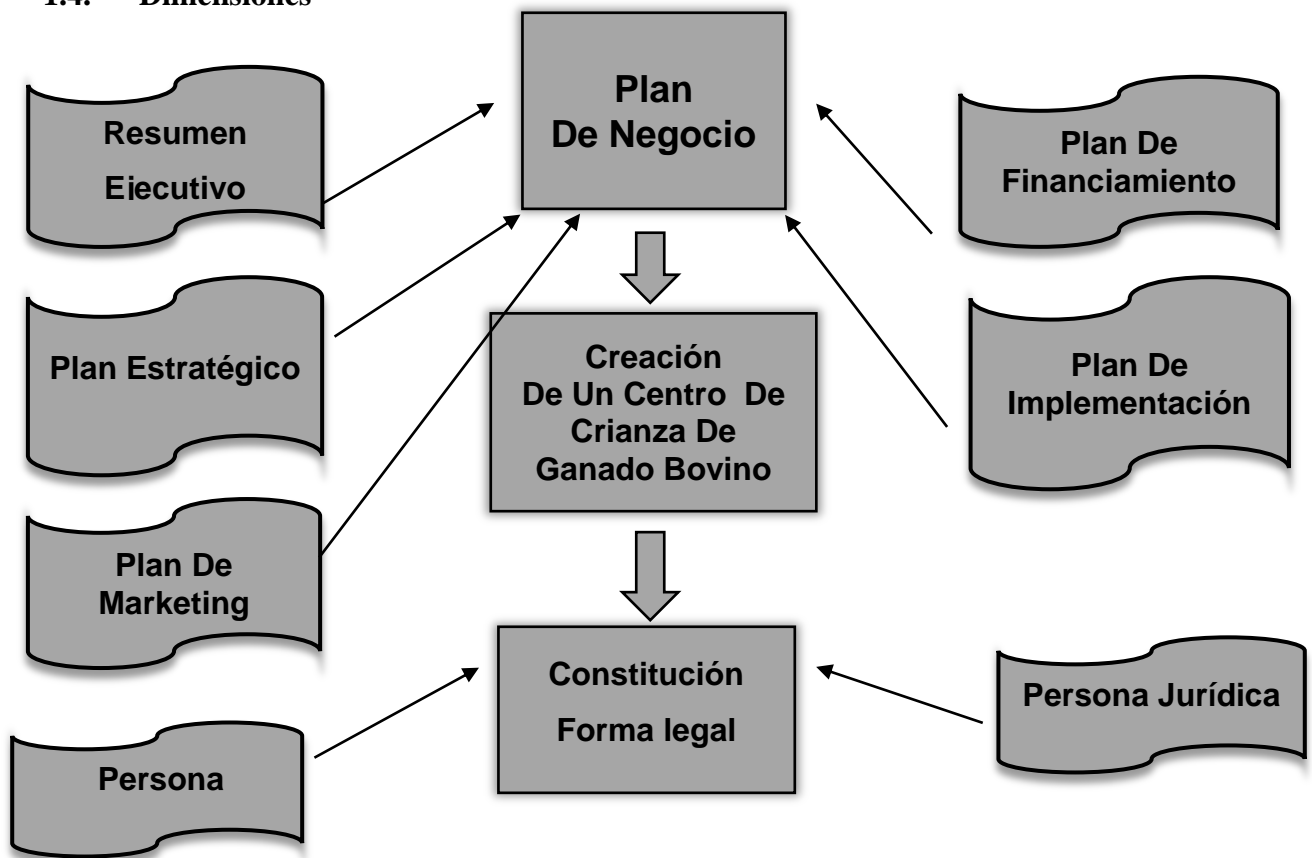 1.4. Dimensiones
Plan
De Negocio
Resumen
Ejecutivo
Plan De
Financiamiento
Plan Estratégico
Creación
De Un Centro De
Crianza De
Ganado Bovino
Plan De
Implementación
Plan De
Marketing
Constitución
Forma legal
Persona Jurídica
Persona